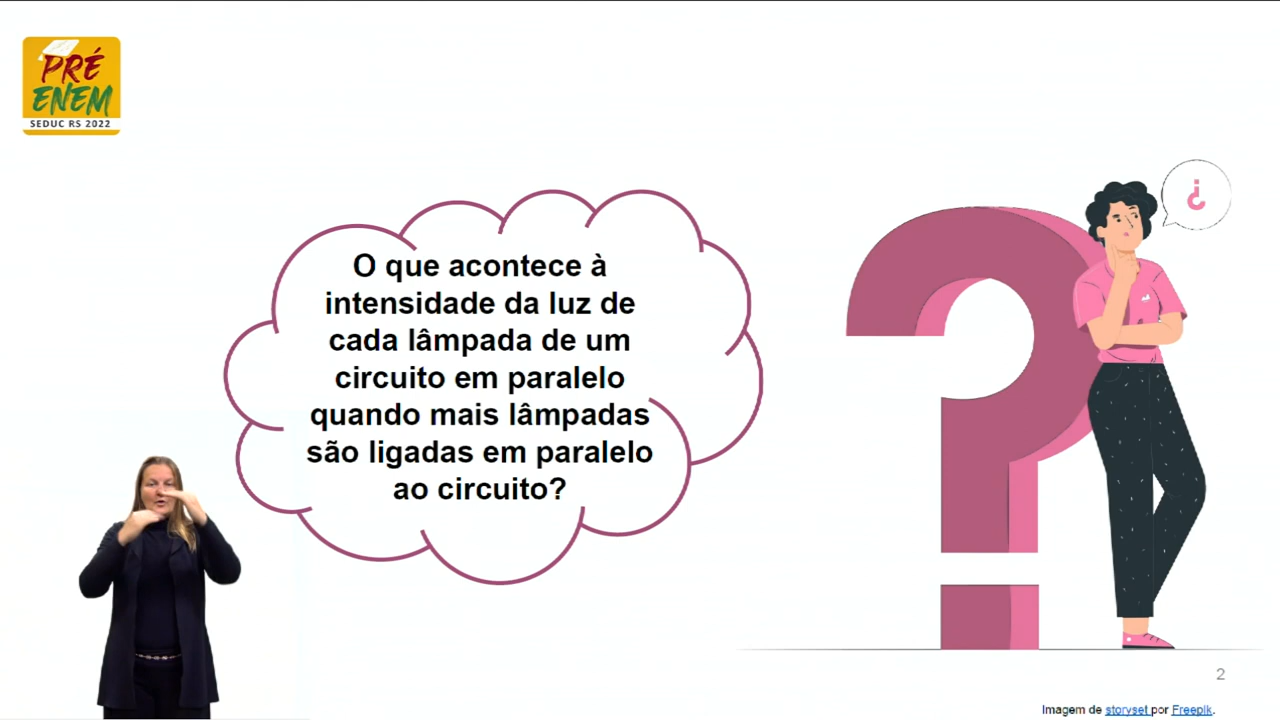 PRÉ
ENEM
SEDUC RS 2022
¿
O que acontece à
intensidade da luz de
cada lâmpada de um
circuito em paralelo
quando mais lâmpadas
são ligadas em paralelo
ao circuito?
2
Imagem de storyset por Freepik.